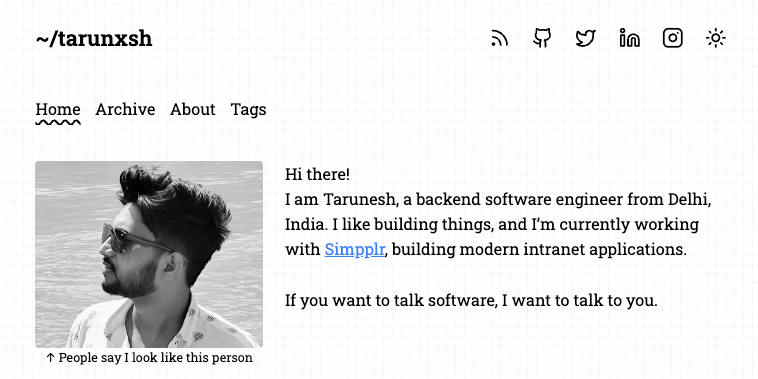 ~/tarunxsh
Home Archive About Tags
Hi there!
I am Tarunesh, a backend software engineer from Delhi,
India. I like building things, and I’m currently working
with Simpplr, building modern intranet applications.
If you want to talk software, I want to talk to you.
↑ People say I look like this person